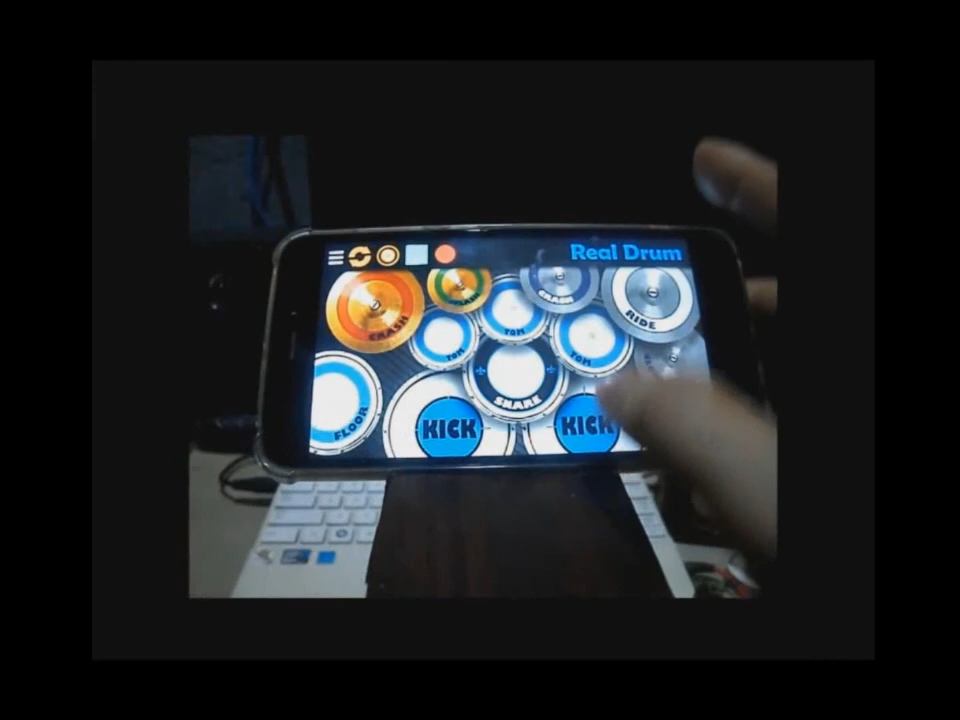 Real Drum
CRASH
CRASH
RIDE
TOM
TOM
TOM
SNARE
FLOOR
KICK
KICK